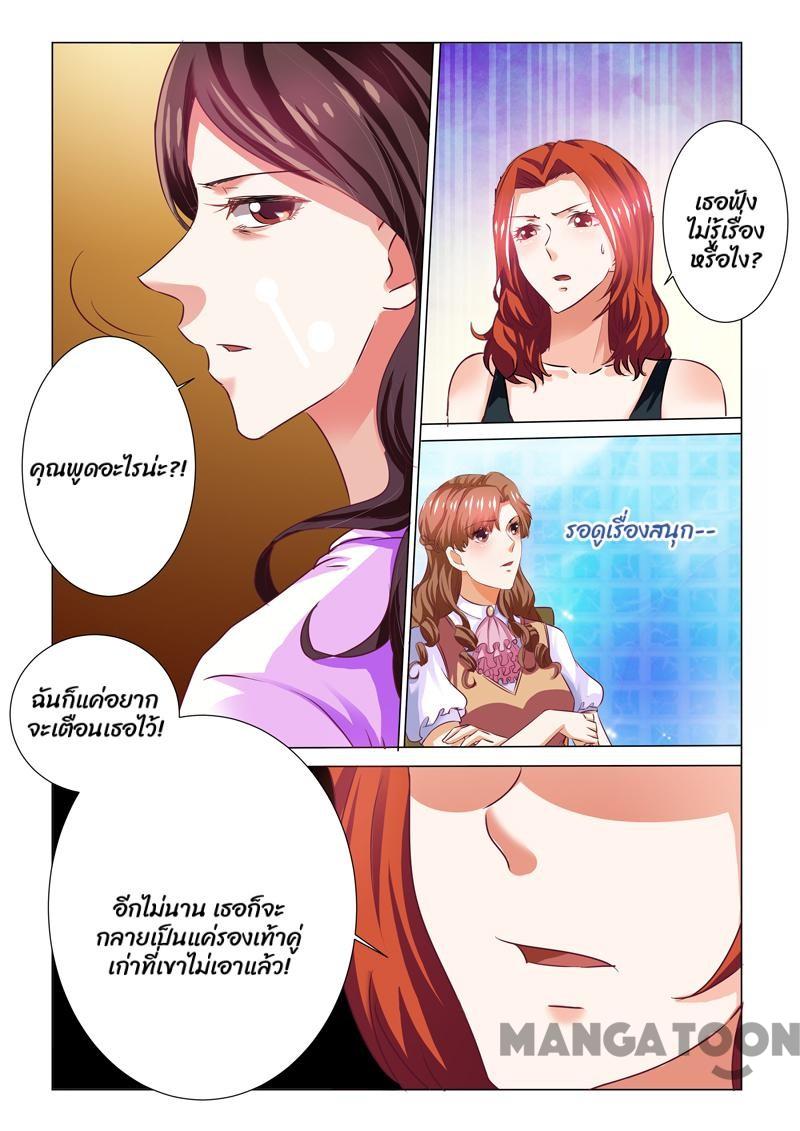 คุณพูดอะไรน่ะ?!
เธอฟัง
ไม่รู้เรื่อง
หรือไง?
รอดูเรื่องสนุก--
ฉันก็แค่อยาก
จะเตือนเธอไว้!
อีกไม่นาน เธอก็จะ
กลายเป็นแค่รองเท้าคู่
เก่าที่เขาไม่เอาแล้ว!
MANGATOON